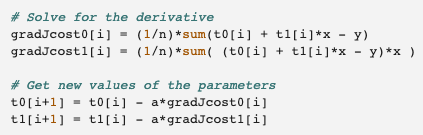 # Solve for the derivative
gradJcost0[i] = (1/n)*sum(t0[i] + t1[i]*x - y)
gradJcost1[i] = (1/n)*sum( (t0[i] + t1[i]*x - y)*x )
# Get new values of the parameters
t0[i+1] = t0[i] - a*gradJcost0[i]
t1[i+1] = t1[i] - a*gradJcost1[i]